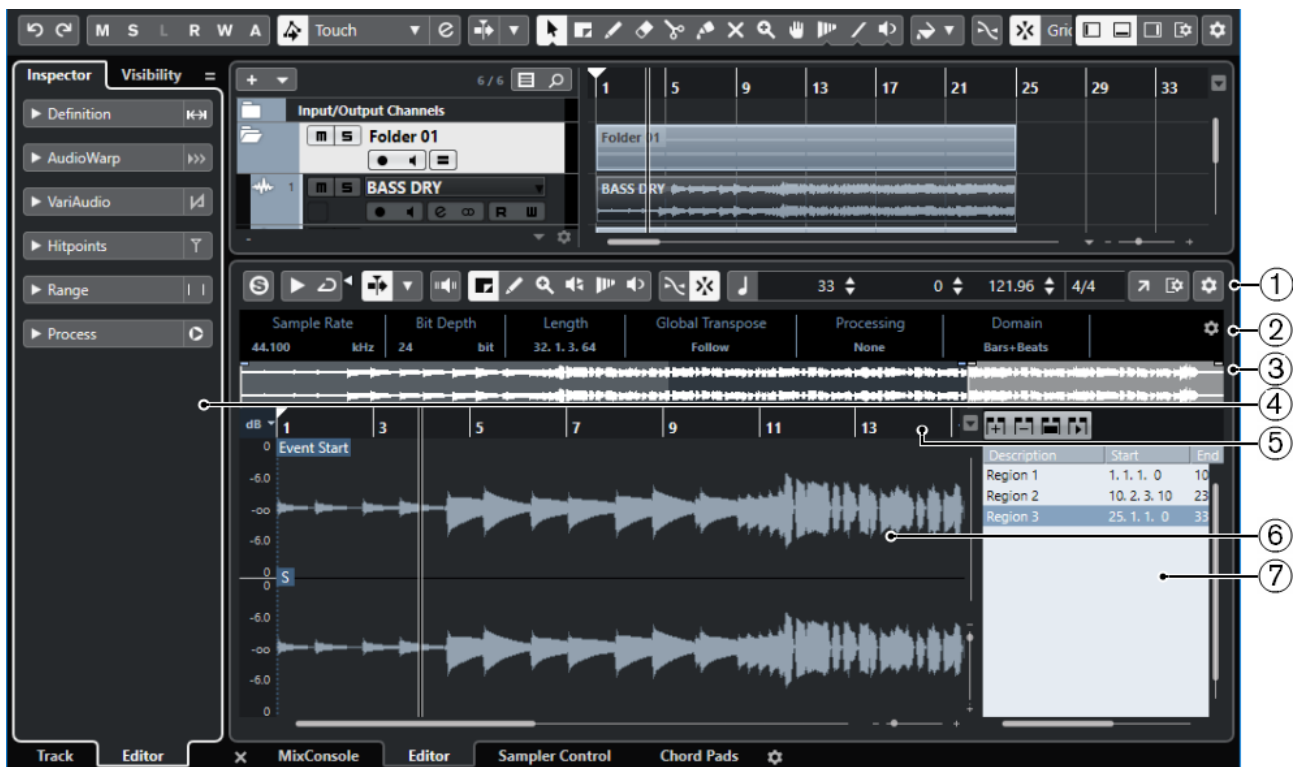 M S L R W A Touch Grid
Inspector Visibility
Definition
AudioWarp
VariAudio
Hitpoints
Range
Process
6/6
1 5 9 13 17 21 25 29 33
Input/Output Channels
m S Folder 01
Folder 01
1 m S BASS DRY
R
BASS DRY
33 0 121.96 4/4
1
Sample Rate Bit Depth Length Global Transpose Processing Domain
44.100 kHz 24 bit 32. 1. 3. 64 Follow None Bars+Beats
2
3
4
dB 1 3 5 7 9 11 13
5
0 Event Start
-6.0
-oo
-6.0
0
0 S
-6.0
-oo
-6.0
0
Description Start End
Region 1 1. 1. 1. 0 10
Region 2 10. 2. 3. 10 23
Region 3 25. 1. 1. 0 33
6
7
Track Editor
MixConsole Editor Sampler Control Chord Pads